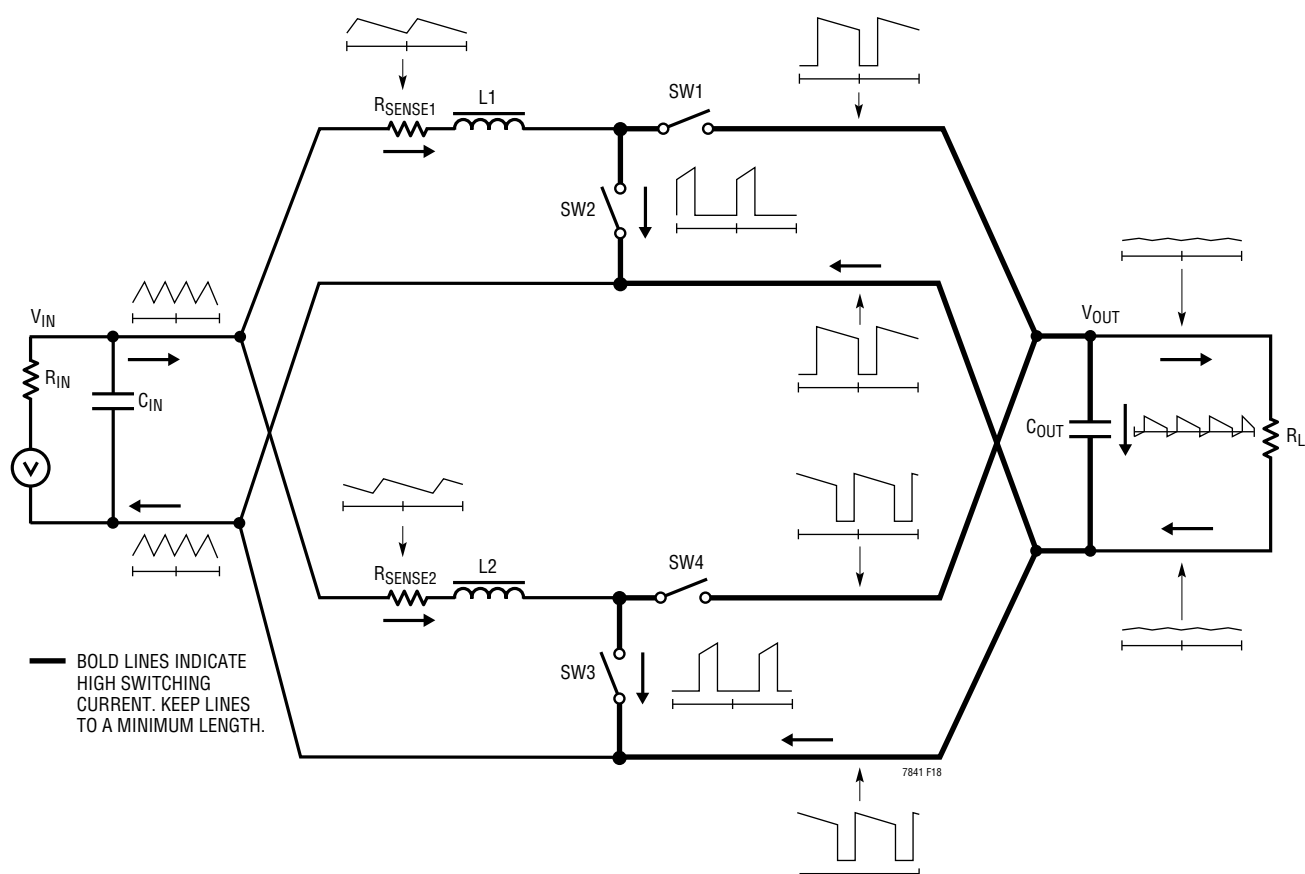 RSENSE1
L1
SW1
SW2
VIN
RIN
CIN
VOUT
COUT
RL
RSENSE2
L2
SW4
SW3
V
BOLD LINES INDICATE
HIGH SWITCHING
CURRENT. KEEP LINES
TO A MINIMUM LENGTH.
7841 F18